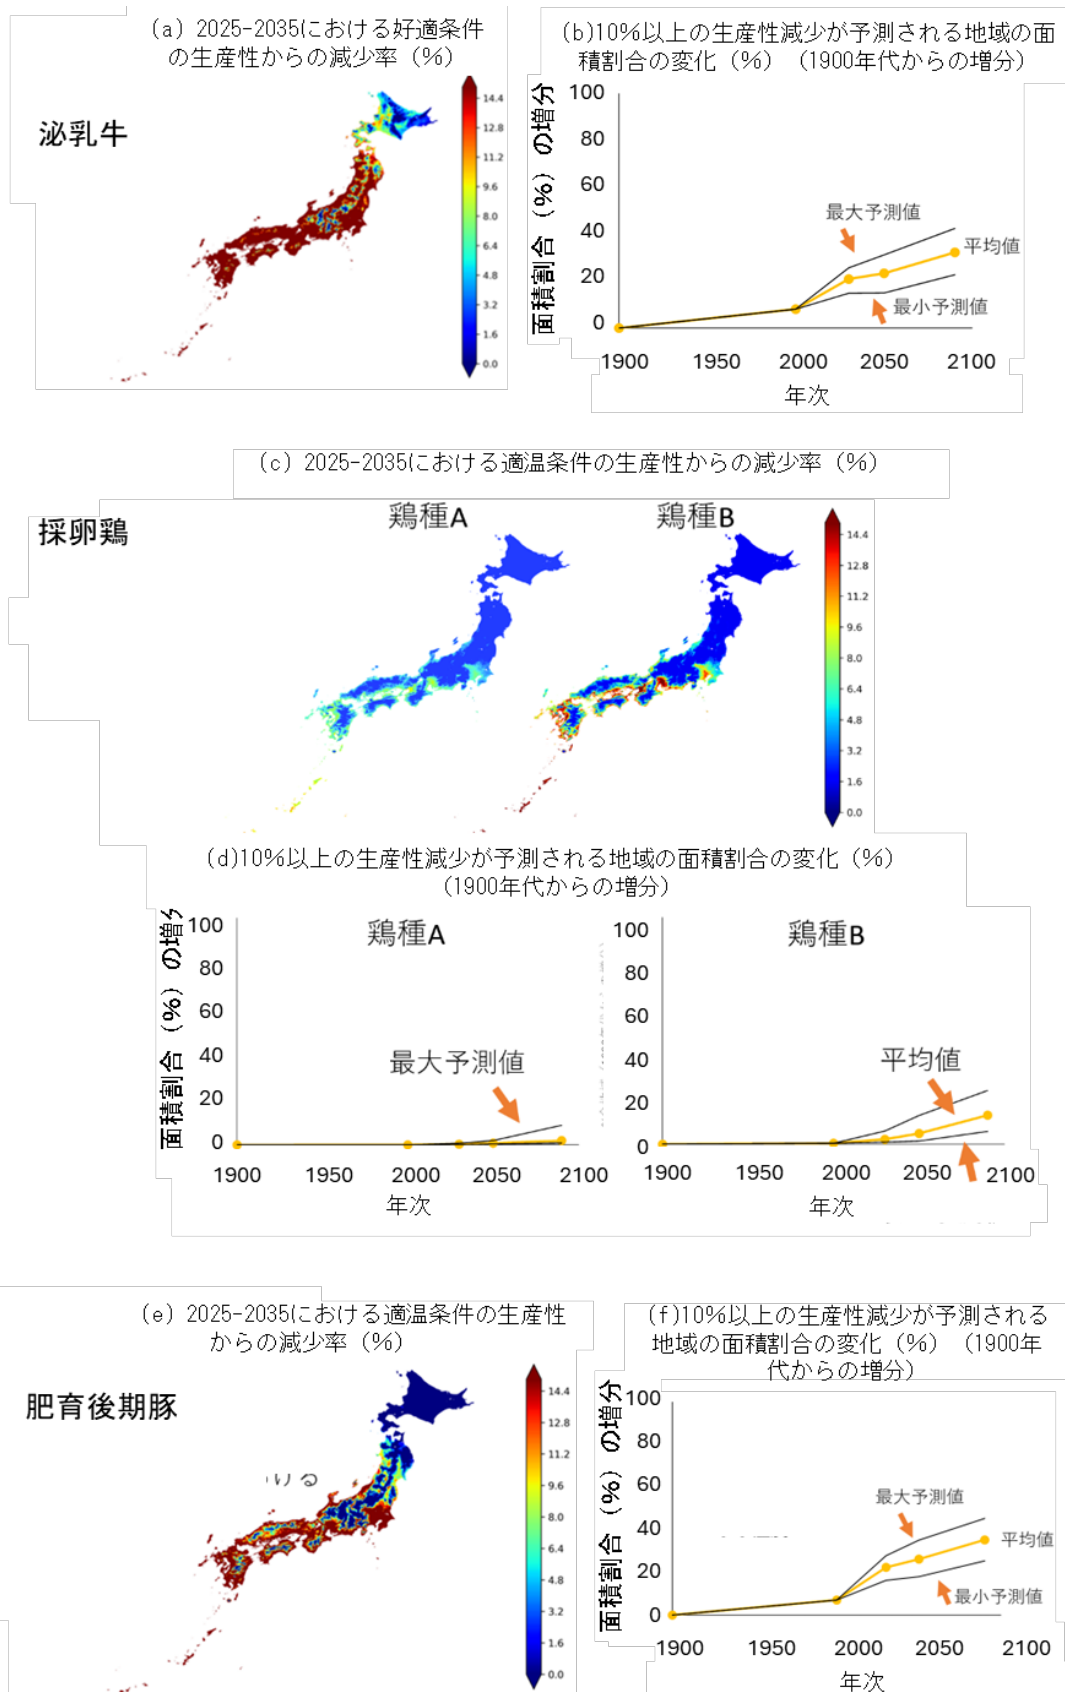 (a) 2025-2035における好適条件
の生産性からの減少率 (%)
泌乳牛
14.4
12.8
11.2
9.6
8.0
6.4
4.8
3.2
1.6
0.0
(b)10%以上の生産性減少が予測される地域の面
積割合の変化 (%) (1900年代からの増分)
面積割合 (%) の増分
100
80
60
40
20
0
最大予測値
平均値
最小予測値
1900 1950 2000 2050 2100
年次
(c) 2025-2035における適温条件の生産性からの減少率 (%)
採卵鶏
鶏種A
鶏種B
14.4
12.8
11.2
9.6
8.0
6.4
4.8
3.2
1.6
0.0
(d)10%以上の生産性減少が予測される地域の面積割合の変化 (%)
(1900年代からの増分)
面積割合 (%) の増分
100
80
60
40
20
0
鶏種A
最大予測値
1900 1950 2000 2050 2100
年次
100
80
60
40
20
0
鶏種B
平均値
1900 1950 2000 2050 2100
年次
(e) 2025-2035における適温条件の生産性
からの減少率 (%)
肥育後期豚
ける
14.4
12.8
11.2
9.6
8.0
6.4
4.8
3.2
1.6
0.0
(f)10%以上の生産性減少が予測される
地域の面積割合の変化 (%) (1900年
代からの増分)
面積割合 (%) の増分
100
80
60
40
20
0
最大予測値
平均値
最小予測値
1900 1950 2000 2050 2100
年次